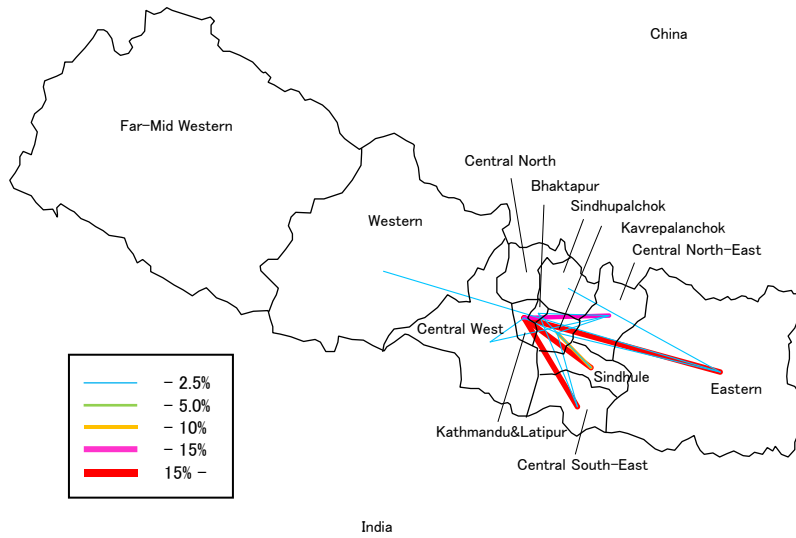 China
Far-Mid Western
Central North
Bhaktapur
Sindhupalchok
Western
Kavrepalanchok
Central North-East
Central West
Sindhule
Eastern
Kathmandu&Latipur
Central South-East
- 2.5%
- 5.0%
- 10%
- 15%
15% -
India